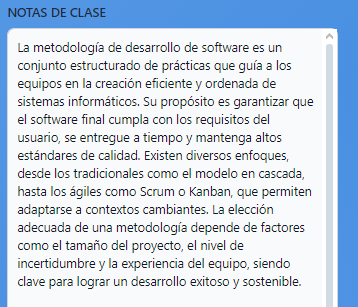 NOTAS DE CLASE
La metodología de desarrollo de software es un
conjunto estructurado de prácticas que guía a los
equipos en la creación eficiente y ordenada de
sistemas informáticos. Su propósito es garantizar que
el software final cumpla con los requisitos del
usuario, se entregue a tiempo y mantenga altos
estándares de calidad. Existen diversos enfoques,
desde los tradicionales como el modelo en cascada,
hasta los ágiles como Scrum o Kanban, que permiten
adaptarse a contextos cambiantes. La elección
adecuada de una metodología depende de factores
como el tamaño del proyecto, el nivel de
incertidumbre y la experiencia del equipo, siendo
clave para lograr un desarrollo exitoso y sostenible.